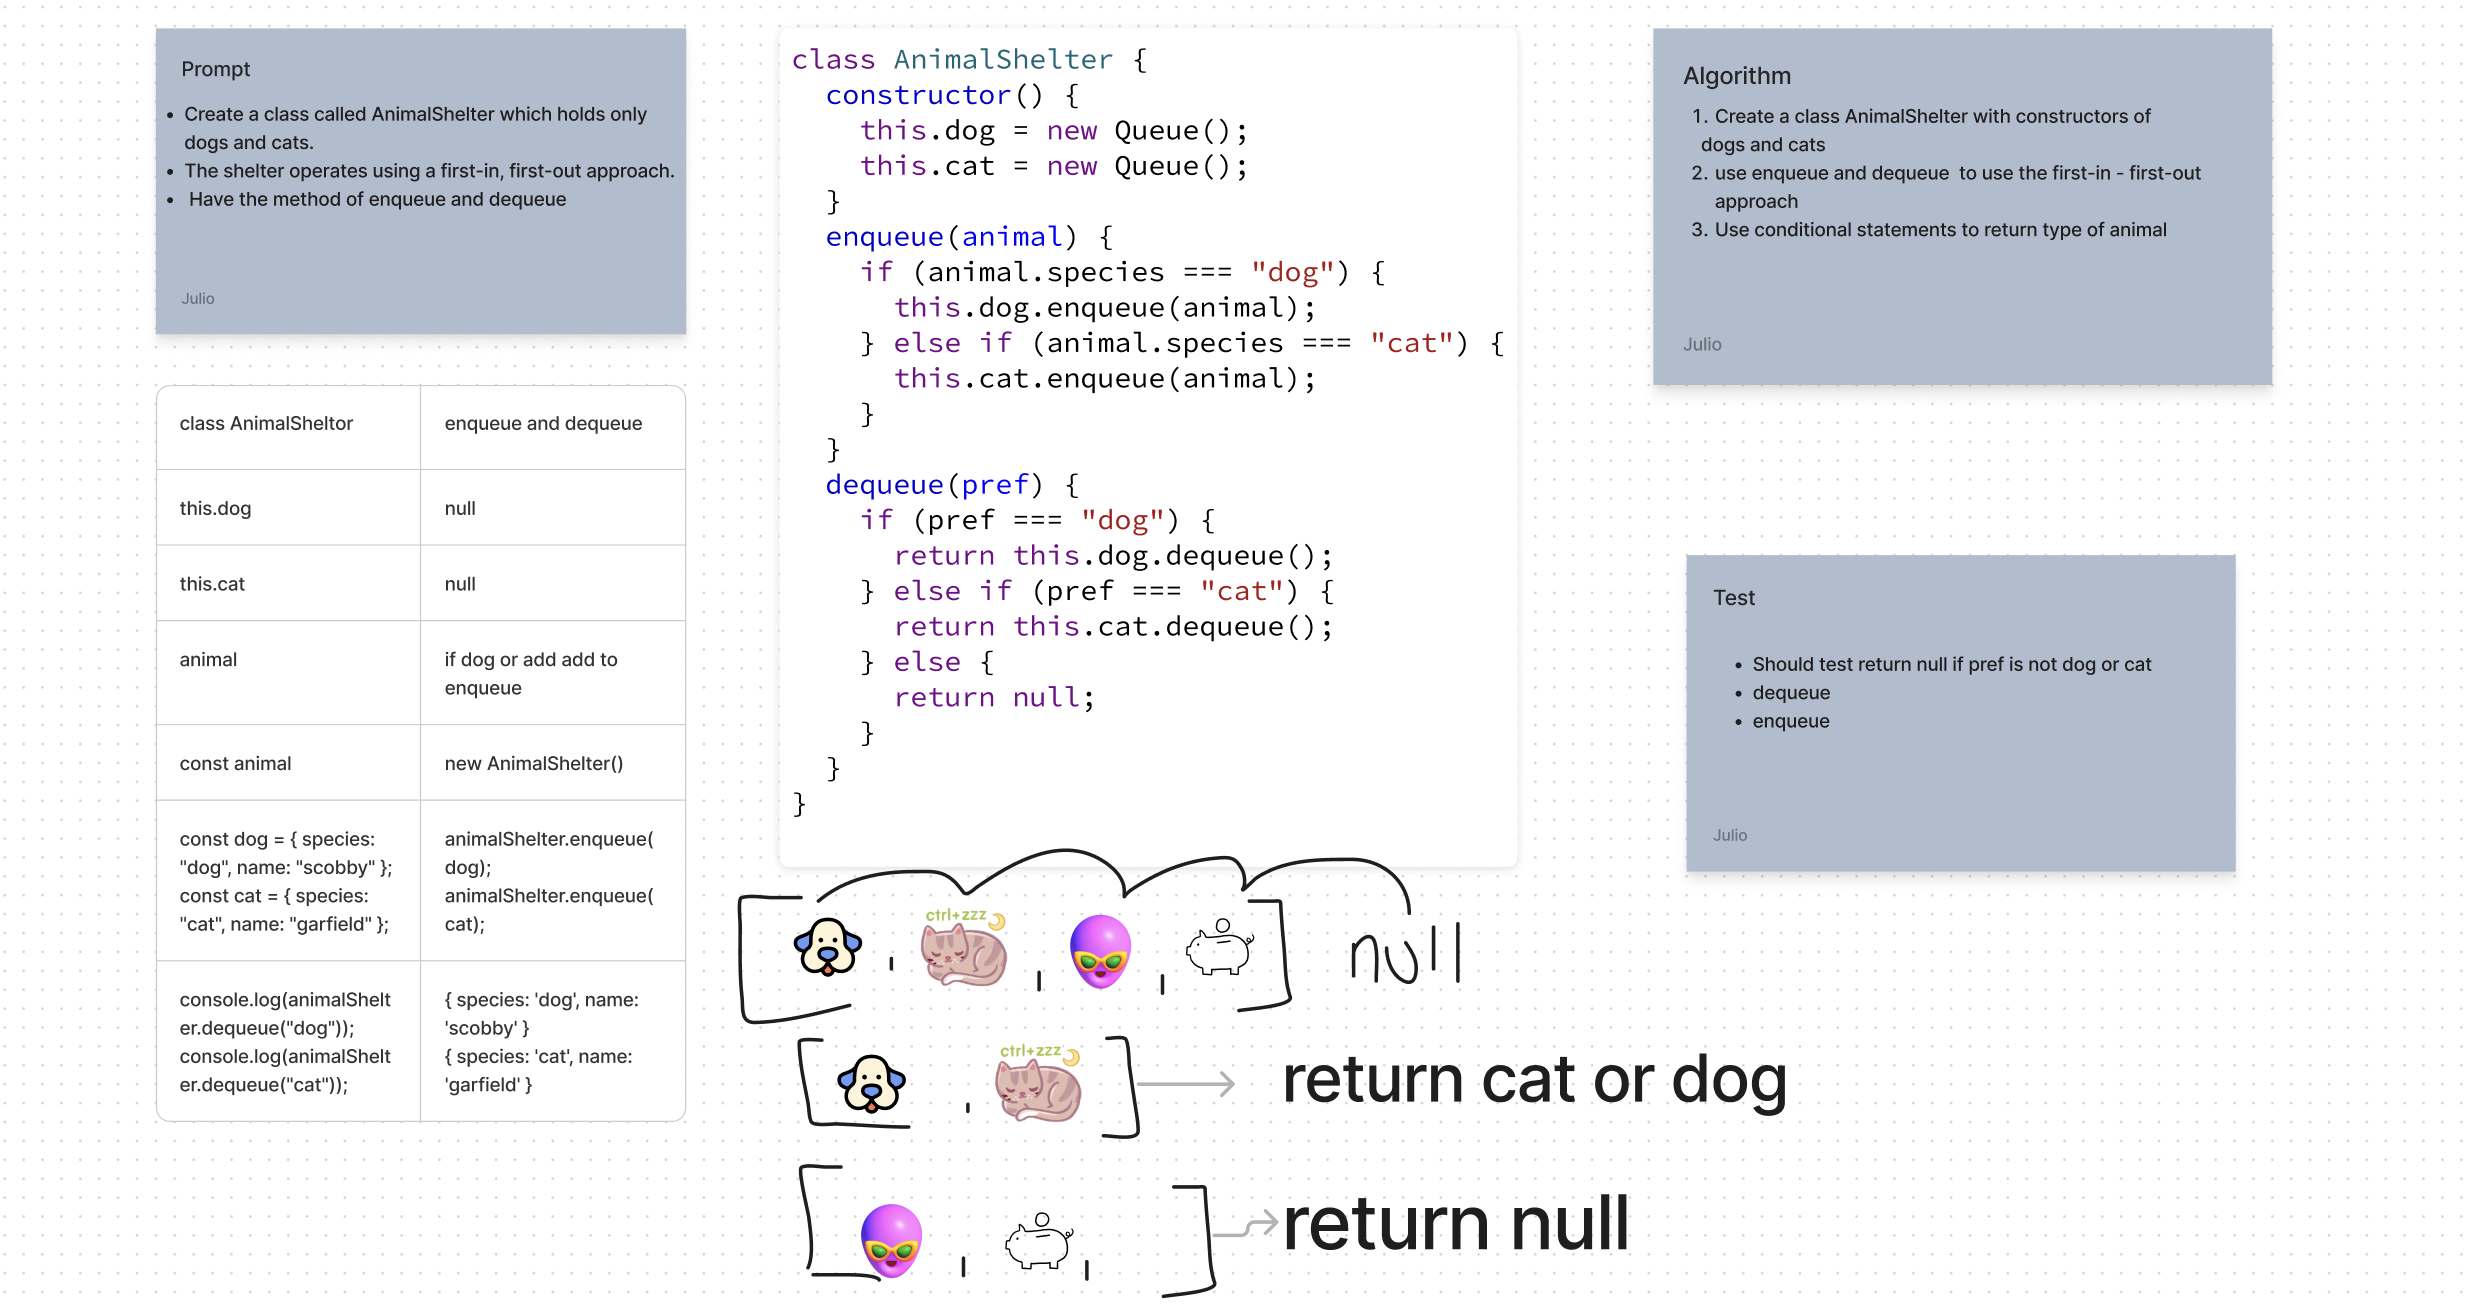 Prompt
• Create a class called AnimalShelter which holds only
dogs and cats.
• The shelter operates using a first-in, first-out approach.
• Have the method of enqueue and dequeue
Julio
class AnimalSheltor
enqueue and dequeue
this.dog
null
this.cat
null
animal
if dog or add add to
enqueue
const animal
new AnimalShelter()
const dog = { species:
"dog", name: "scobby" };
const cat = { species:
"cat", name: "garfield" };
animalShelter.enqueue(
dog);
animalShelter.enqueue(
cat);
console.log(animalShelt
er.dequeue("dog"));
console.log(animalShelt
er.dequeue("cat"));
{ species: 'dog', name:
'scobby' }
{ species: 'cat', name:
'garfield' }
class AnimalShelter {
constructor() {
this.dog = new Queue();
this.cat = new Queue();
}
enqueue(animal) {
if (animal.species === "dog") {
this.dog.enqueue(animal);
} else if (animal.species === "cat") {
this.cat.enqueue(animal);
}
}
dequeue(pref) {
if (pref === "dog") {
return this.dog.dequeue();
} else if (pref === "cat") {
return this.cat.dequeue();
} else {
return null;
}
}
}
ctrl+zzz
null
ctrl+zzz
return cat or dog
return null
Algorithm
1. Create a class AnimalShelter with constructors of
dogs and cats
2. use enqueue and dequeue  to use the first-in - first-out
approach
3. Use conditional statements to return type of animal
Julio
Test
• Should test return null if pref is not dog or cat
• dequeue
• enqueue
Julio